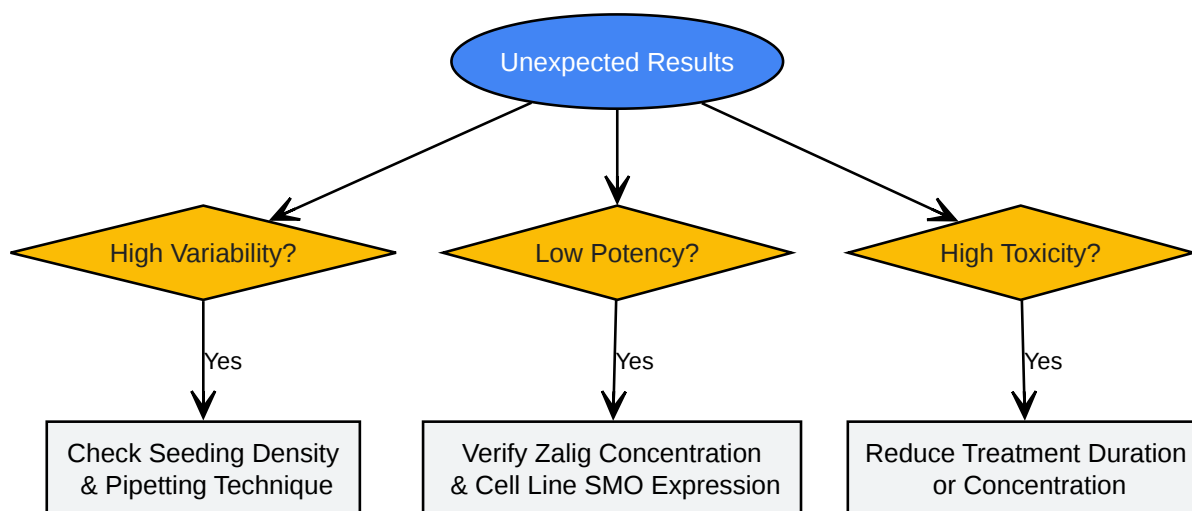 Unexpected Results
High Variability?
Low Potency?
High Toxicity?
Yes
Yes
Yes
Check Seeding Density
& Pipetting Technique
Verify Zalig Concentration
& Cell Line SMO Expression
Reduce Treatment Duration
or Concentration